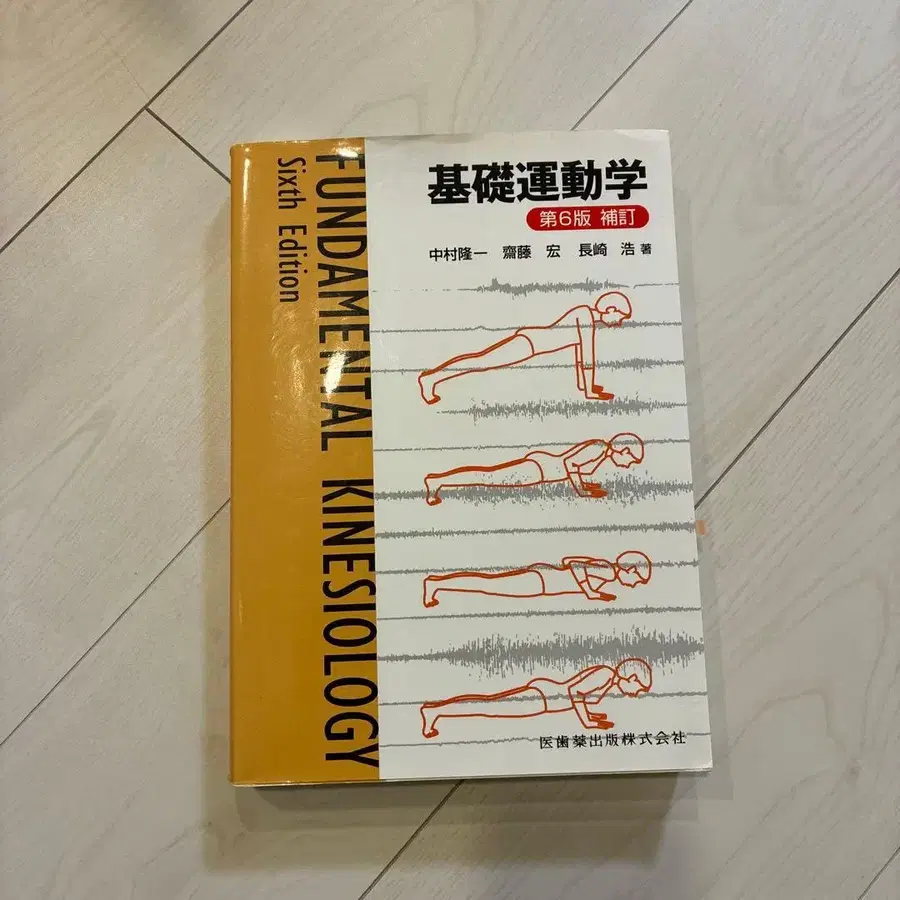 基礎運動学
第6版 補訂
中村隆一 齋藤 宏 長崎 浩 著
FUNDAMENTAL KINESIOLOGY
Sixth Edition
医歯薬出版株式会社